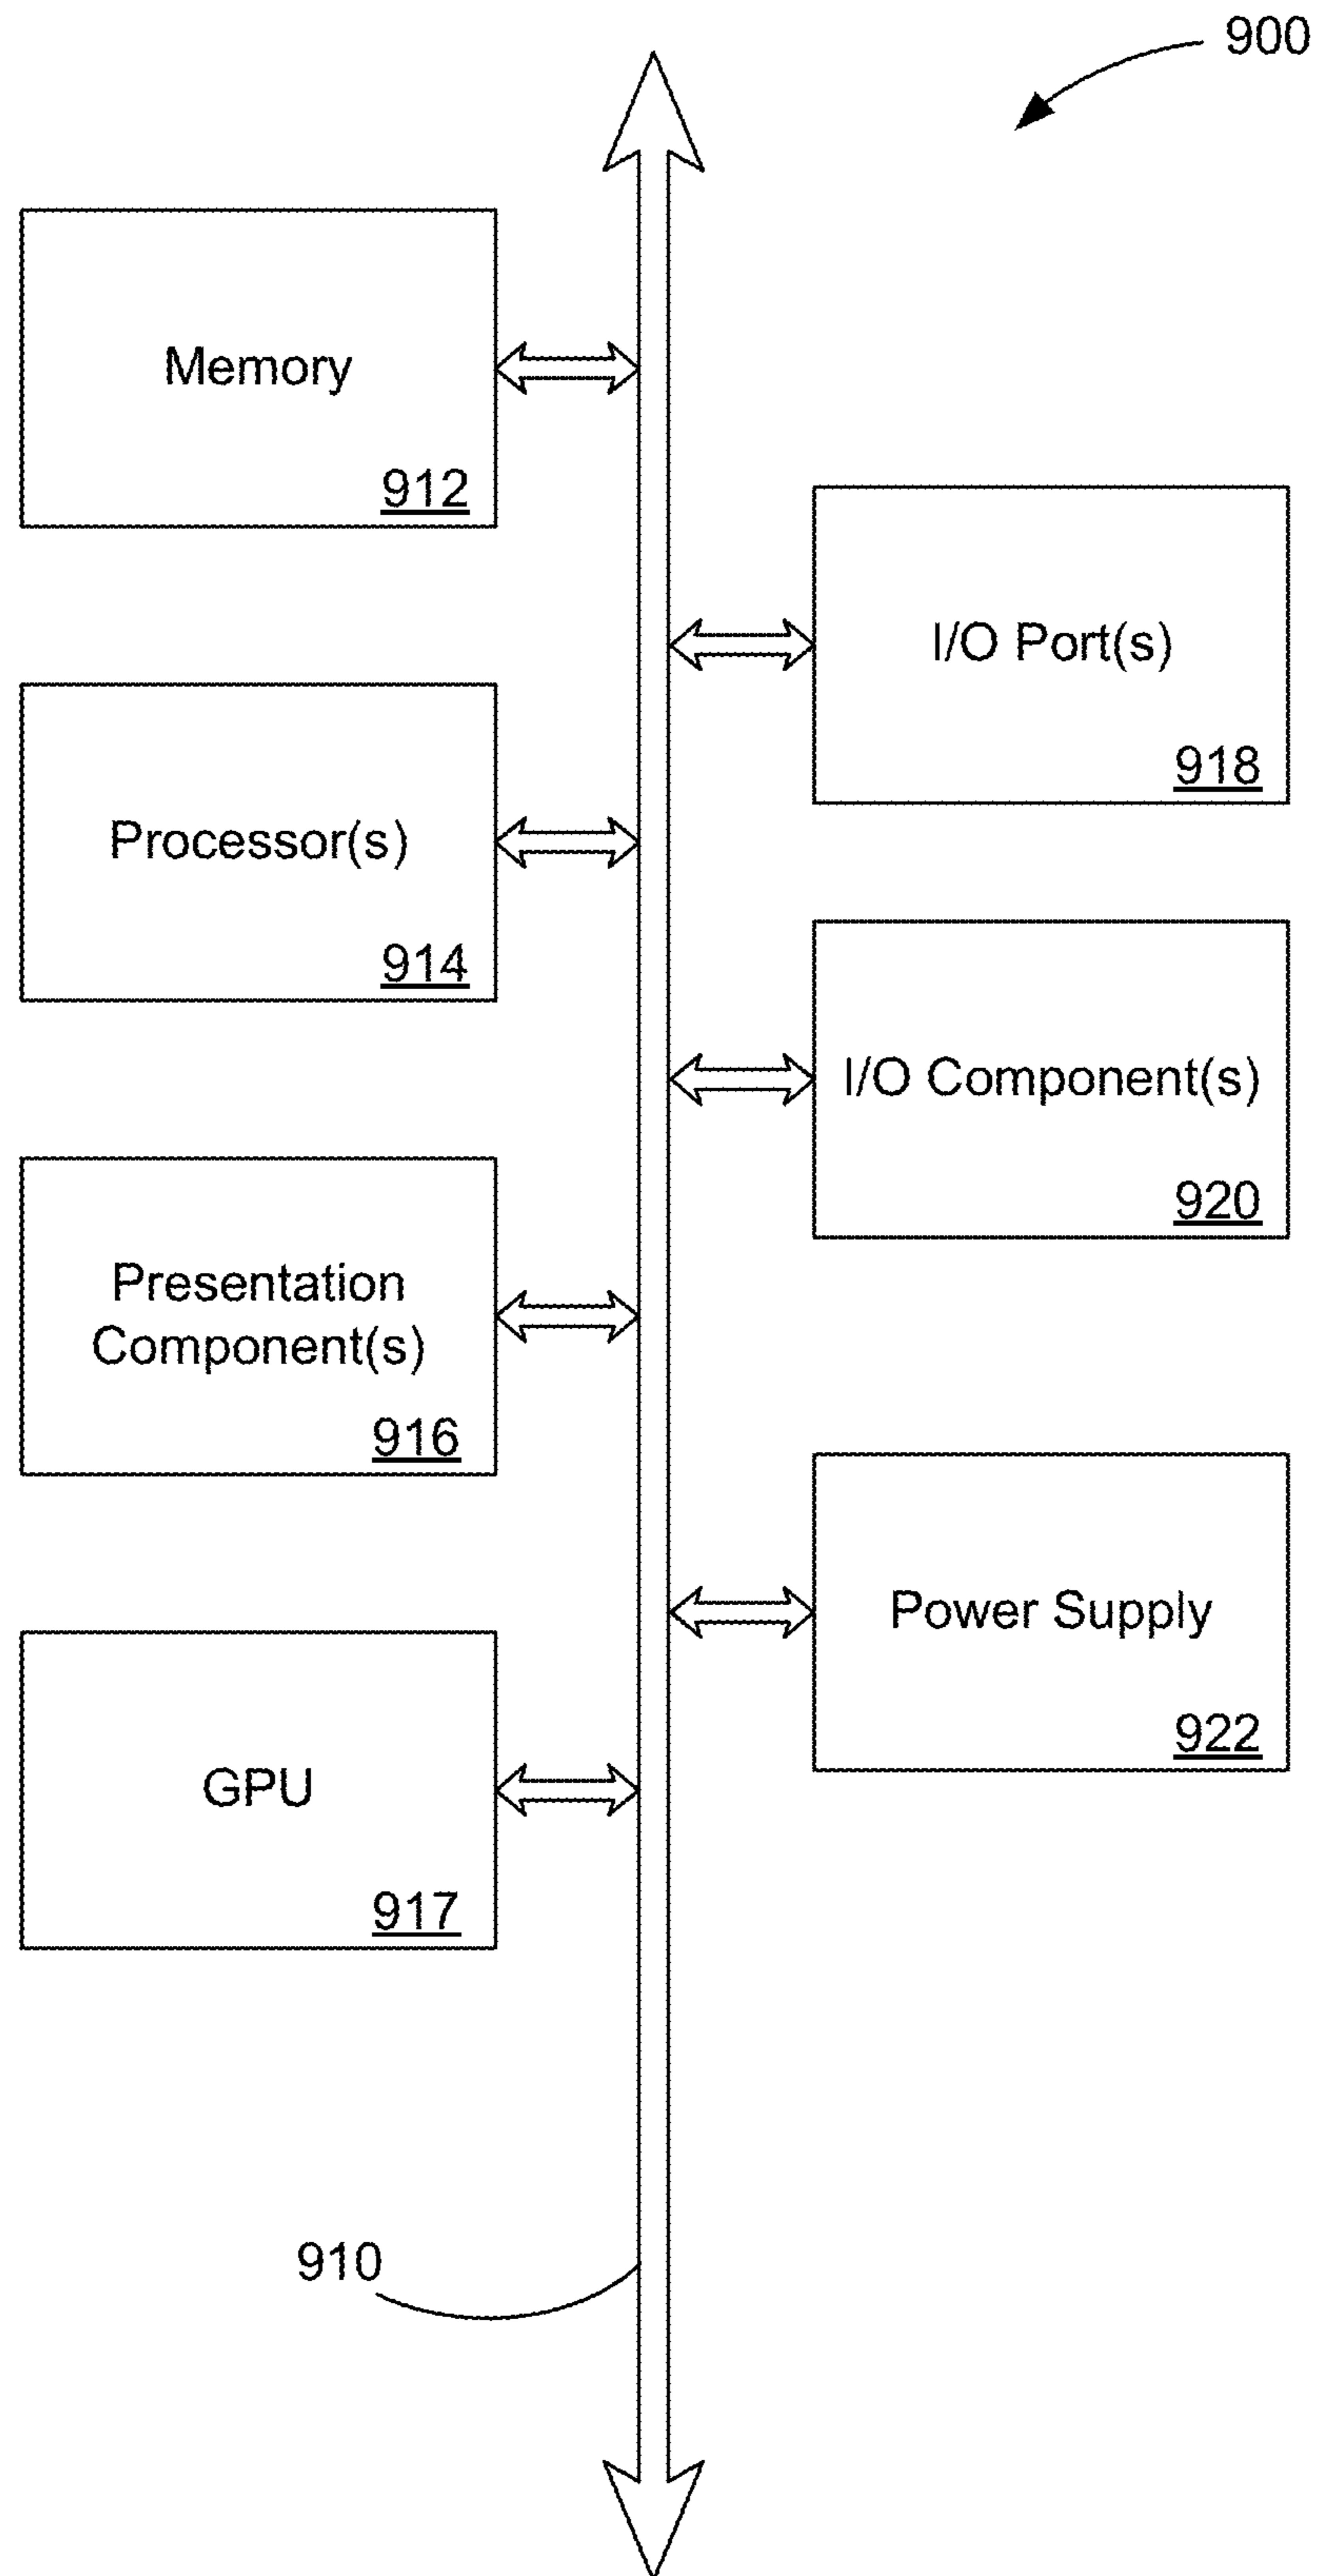 900
Memory
912
I/O Port(s)
918
Processor(s)
914
I/O Component(s)
920
Presentation
Component(s)
916
Power Supply
922
GPU
917
910